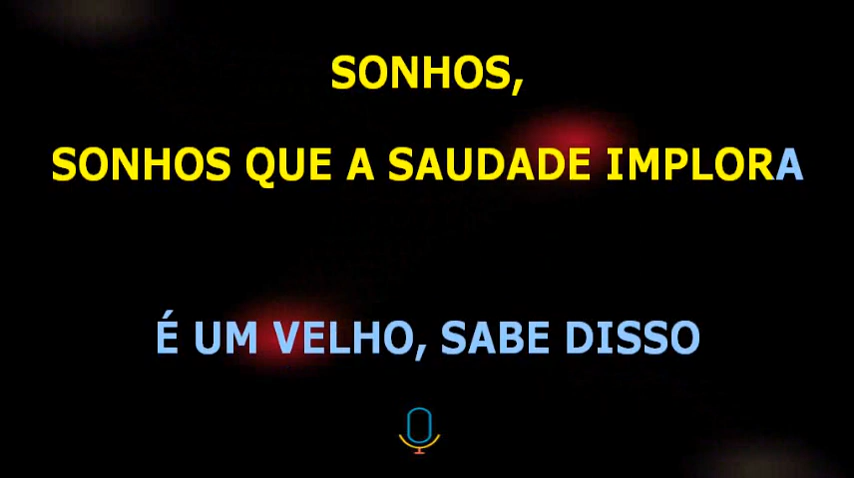 SONHOS,
SONHOS QUE A SAUDADE IMPLORA
É UM VELHO, SABE DISSO